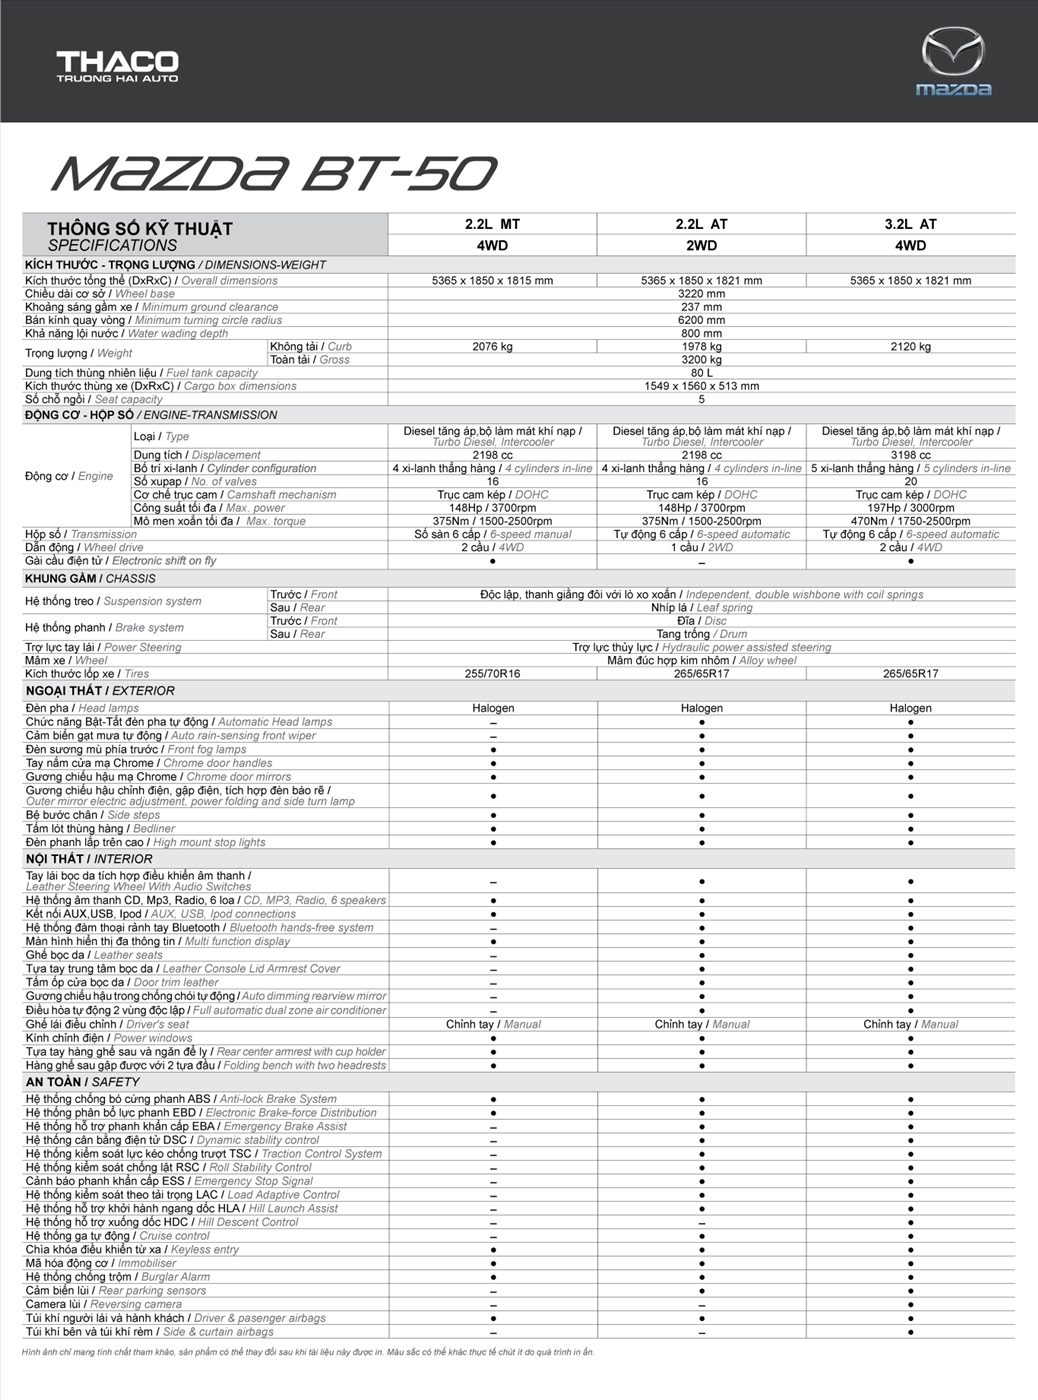 THACO
TRUONG HAI AUTO
mazda
mazda BT-50
THÔNG SỐ KỸ THUẬT
SPECIFICATIONS
2.2L MT 2.2L AT 3.2L AT
4WD 2WD 4WD
KÍCH THƯỚC - TRỌNG LƯỢNG / DIMENSIONS-WEIGHT
Kích thước tổng thể (DxRxC) / Overall dimensions 5365 x 1850 x 1815 mm 5365 x 1850 x 1821 mm 5365 x 1850 x 1821 mm
Chiều dài cơ sở / Wheel base 3220 mm
Khoảng sáng gầm xe / Minimum ground clearance 237 mm
Bán kính quay vòng / Minimum turning circle radius 6200 mm
Khả năng lội nước / Water wading depth 800 mm
Trọng lượng / Weight Không tải / Curb 2076 kg 1978 kg 2120 kg
Toàn tải / Gross 3200 kg
Dung tích thùng nhiên liệu / Fuel tank capacity 80 L
Kích thước thùng xe (DxRxC) / Cargo box dimensions 1549 x 1560 x 513 mm
Số chỗ ngồi / Seat capacity 5
ĐỘNG CƠ - HỘP SỐ / ENGINE-TRANSMISSION
Động cơ / Engine Loại / Type Diesel tăng áp,bộ làm mát khí nạp / Diesel tăng áp,bộ làm mát khí nạp / Diesel tăng áp,bộ làm mát khí nạp /
Turbo Diesel, Intercooler Turbo Diesel, Intercooler Turbo Diesel, Intercooler
Dung tích / Displacement 2198 cc 2198 cc 3198 cc
Bố trí xi-lanh / Cylinder configuration 4 xi-lanh thẳng hàng / 4 cylinders in-line 4 xi-lanh thẳng hàng / 4 cylinders in-line 5 xi-lanh thẳng hàng / 5 cylinders in-line
Số xupap / No. of valves 16 16 20
Cơ chế trục cam / Camshaft mechanism Trục cam kép / DOHC Trục cam kép / DOHC Trục cam kép / DOHC
Công suất tối đa / Max. power 148Hp / 3700rpm 148Hp / 3700rpm 197Hp / 3000rpm
Mô men xoắn tối đa / Max. torque 375Nm / 1500-2500rpm 375Nm / 1500-2500rpm 470Nm / 1750-2500rpm
Hộp số / Transmission Số sàn 6 cấp / 6-speed manual Tự động 6 cấp / 6-speed automatic Tự động 6 cấp / 6-speed automatic
Dẫn động / Wheel drive 2 cầu / 4WD 1 cầu / 2WD 2 cầu / 4WD
Gài cầu điện tử / Electronic shift on fly ● – ●
KHUNG GẦM / CHASSIS
Hệ thống treo / Suspension system Trước / Front Độc lập, thanh giằng đôi với lò xo xoắn / Independent, double wishbone with coil springs
Sau / Rear Nhíp lá / Leaf spring
Hệ thống phanh / Brake system Trước / Front Đĩa / Disc
Sau / Rear Tang trống / Drum
Trợ lực tay lái / Power Steering Trợ lực thủy lực / Hydraulic power assisted steering
Mâm xe / Wheel Mâm đúc hợp kim nhôm / Alloy wheel
Kích thước lốp xe / Tires 255/70R16 265/65R17 265/65R17
NGOẠI THẤT / EXTERIOR
Đèn pha / Head lamps Halogen Halogen Halogen
Chức năng Bật-Tắt đèn pha tự động / Automatic Head lamps – ● ●
Cảm biến gạt mưa tự động / Auto rain-sensing front wiper – ● ●
Đèn sương mù phía trước / Front fog lamps ● ● ●
Tay nắm cửa mạ Chrome / Chrome door handles ● ● ●
Gương chiếu hậu mạ Chrome / Chrome door mirrors ● ● ●
Gương chiếu hậu chỉnh điện, gập điện, tích hợp đèn báo rẽ /
Outer mirror electric adjustment, power folding and side turn lamp ● ● ●
Bệ bước chân / Side steps ● ● ●
Tấm lót thùng hàng / Bedliner ● ● ●
Đèn phanh lắp trên cao / High mount stop lights ● ● ●
NỘI THẤT / INTERIOR
Tay lái bọc da tích hợp điều khiển âm thanh /
Leather Steering Wheel With Audio Switches – ● ●
Hệ thống âm thanh CD, Mp3, Radio, 6 loa / CD, MP3, Radio, 6 speakers ● ● ●
Kết nối AUX,USB, Ipod / AUX, USB, Ipod connections ● ● ●
Hệ thống đàm thoại rảnh tay Bluetooth / Bluetooth hands-free system – ● ●
Màn hình hiển thị đa thông tin / Multi function display ● ● ●
Ghế bọc da / Leather seats – ● ●
Tựa tay trung tâm bọc da / Leather Console Lid Armrest Cover – ● ●
Tấm ốp cửa bọc da / Door trim leather – ● ●
Gương chiếu hậu trong chống chói tự động / Auto dimming rearview mirror – ● ●
Điều hòa tự động 2 vùng độc lập / Full automatic dual zone air conditioner – ● ●
Ghế lái điều chỉnh / Driver's seat Chỉnh tay / Manual Chỉnh tay / Manual Chỉnh tay / Manual
Kính chỉnh điện / Power windows ● ● ●
Tựa tay hàng ghế sau và ngăn để ly / Rear center armrest with cup holder ● ● ●
Hàng ghế sau gập được với 2 tựa đầu / Folding bench with two headrests ● ● ●
AN TOÀN / SAFETY
Hệ thống chống bó cứng phanh ABS / Anti-lock Brake System ● ● ●
Hệ thống phân bổ lực phanh EBD / Electronic Brake-force Distribution ● ● ●
Hệ thống hỗ trợ phanh khẩn cấp EBA / Emergency Brake Assist – ● ●
Hệ thống cân bằng điện tử DSC / Dynamic stability control – ● ●
Hệ thống kiểm soát lực kéo chống trượt TSC / Traction Control System – ● ●
Hệ thống kiểm soát chống lật RSC / Roll Stability Control – ● ●
Cảnh báo phanh khẩn cấp ESS / Emergency Stop Signal – ● ●
Hệ thống kiểm soát theo tải trọng LAC / Load Adaptive Control – ● ●
Hệ thống hỗ trợ khởi hành ngang dốc HLA / Hill Launch Assist – ● ●
Hệ thống hỗ trợ xuống dốc HDC / Hill Descent Control – – ●
Hệ thống ga tự động / Cruise control – ● ●
Chìa khóa điều khiển từ xa / Keyless entry ● ● ●
Mã hóa động cơ / Immobiliser ● ● ●
Hệ thống chống trộm / Burglar Alarm ● ● ●
Cảm biến lùi / Rear parking sensors – ● ●
Camera lùi / Reversing camera – – ●
Túi khí người lái và hành khách / Driver & pasenger airbags ● ● ●
Túi khí bên và túi khí rèm / Side & curtain airbags – – ●
Hình ảnh chỉ mang tính chất tham khảo, sản phẩm có thể thay đổi sau khi tài liệu này được in. Màu sắc có thể khác thực tế chút ít do quá trình in ấn.